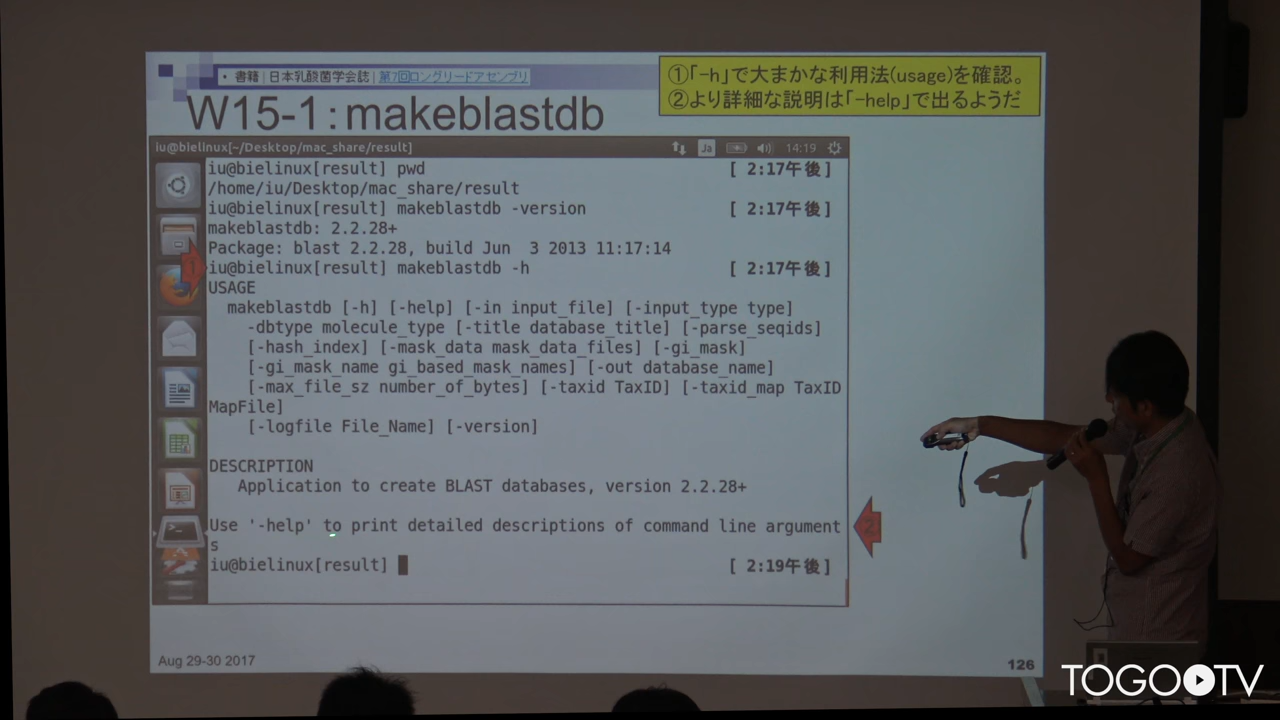 ・書籍 | 日本乳酸菌学会誌 | 第7回ロングリードアセンブリ
①「-h」で大まかな利用法(usage)を確認。
②より詳細な説明は「-help」で出るようだ
W15-1:makeblastdb
iu@bielinux[~/Desktop/mac_share/result] Ja 14:19
iu@bielinux[result] pwd [ 2:17午後]
/home/iu/Desktop/mac_share/result
iu@bielinux[result] makeblastdb -version [ 2:17午後]
makeblastdb: 2.2.28+
Package: blast 2.2.28, build Jun  3 2013 11:17:14
iu@bielinux[result] makeblastdb -h [ 2:17午後]
1
USAGE
  makeblastdb [-h] [-help] [-in input_file] [-input_type type]
    -dbtype molecule_type [-title database_title] [-parse_seqids]
    [-hash_index] [-mask_data mask_data_files] [-gi_mask]
    [-gi_mask_name gi_based_mask_names] [-out database_name]
    [-max_file_sz number_of_bytes] [-taxid TaxID] [-taxid_map TaxID
MapFile]
    [-logfile File_Name] [-version]
DESCRIPTION
   Application to create BLAST databases, version 2.2.28+
Use '-help' to print detailed descriptions of command line argument
s
2
iu@bielinux[result] [ 2:19午後]
Aug 29-30 2017
126
TOGO TV